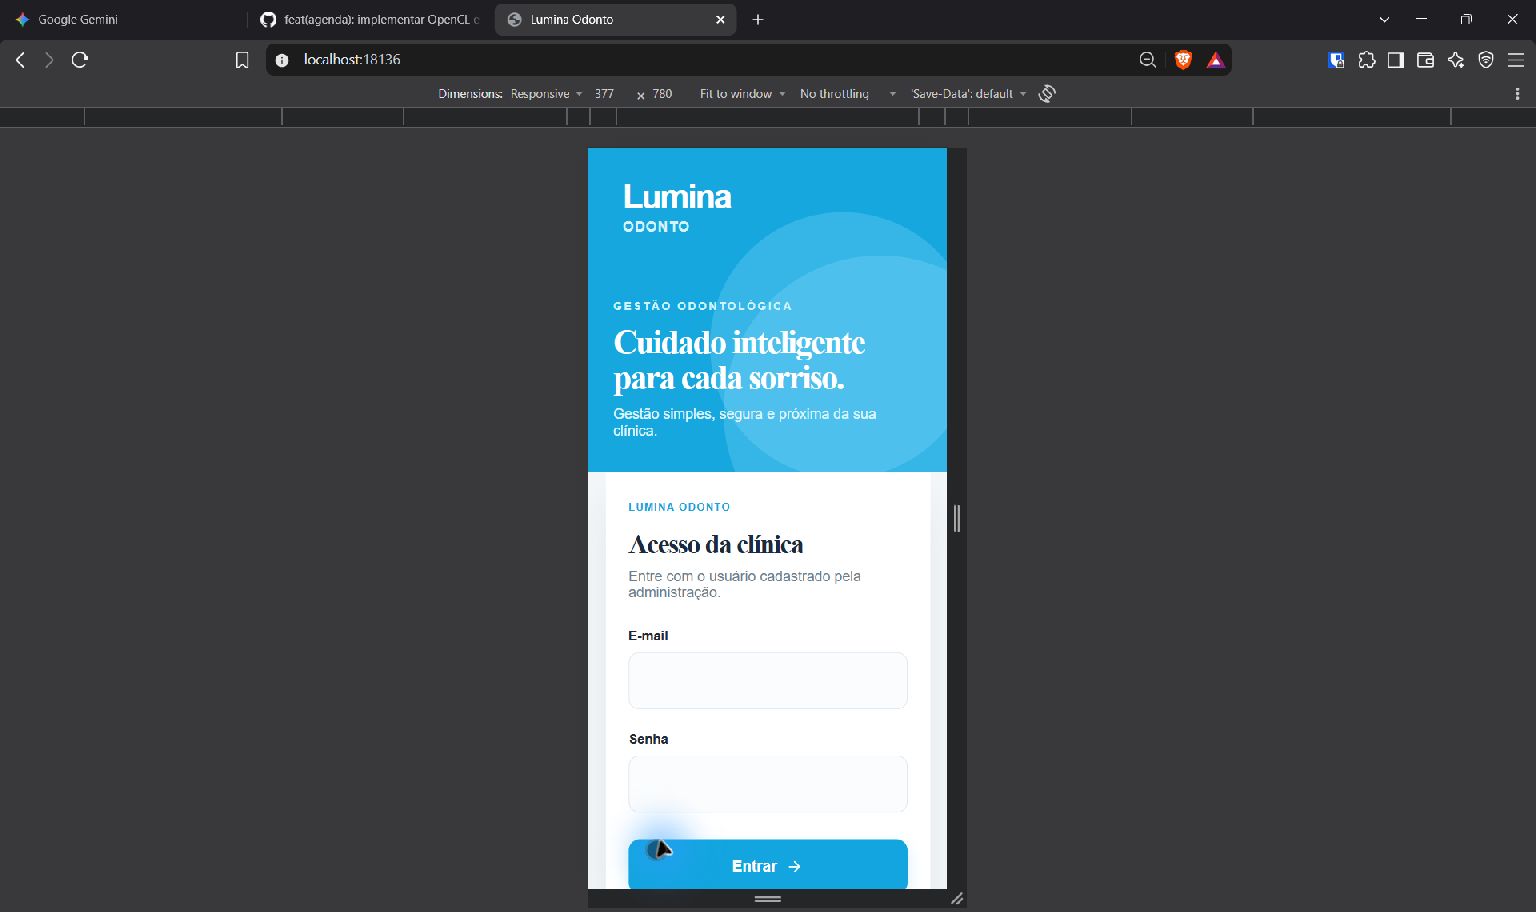 Google Gemini
feat(agenda): implementar OpenCL e
Lumina Odonto
localhost:18136
Dimensions: Responsive 377 x 780 Fit to window No throttling 'Save-Data': default
Lumina
ODONTO
GESTÃO ODONTOLÓGICA
Cuidado inteligente
para cada sorriso.
Gestão simples, segura e próxima da sua
clínica.
LUMINA ODONTO
Acesso da clínica
Entre com o usuário cadastrado pela
administração.
E-mail
Senha
Entrar →